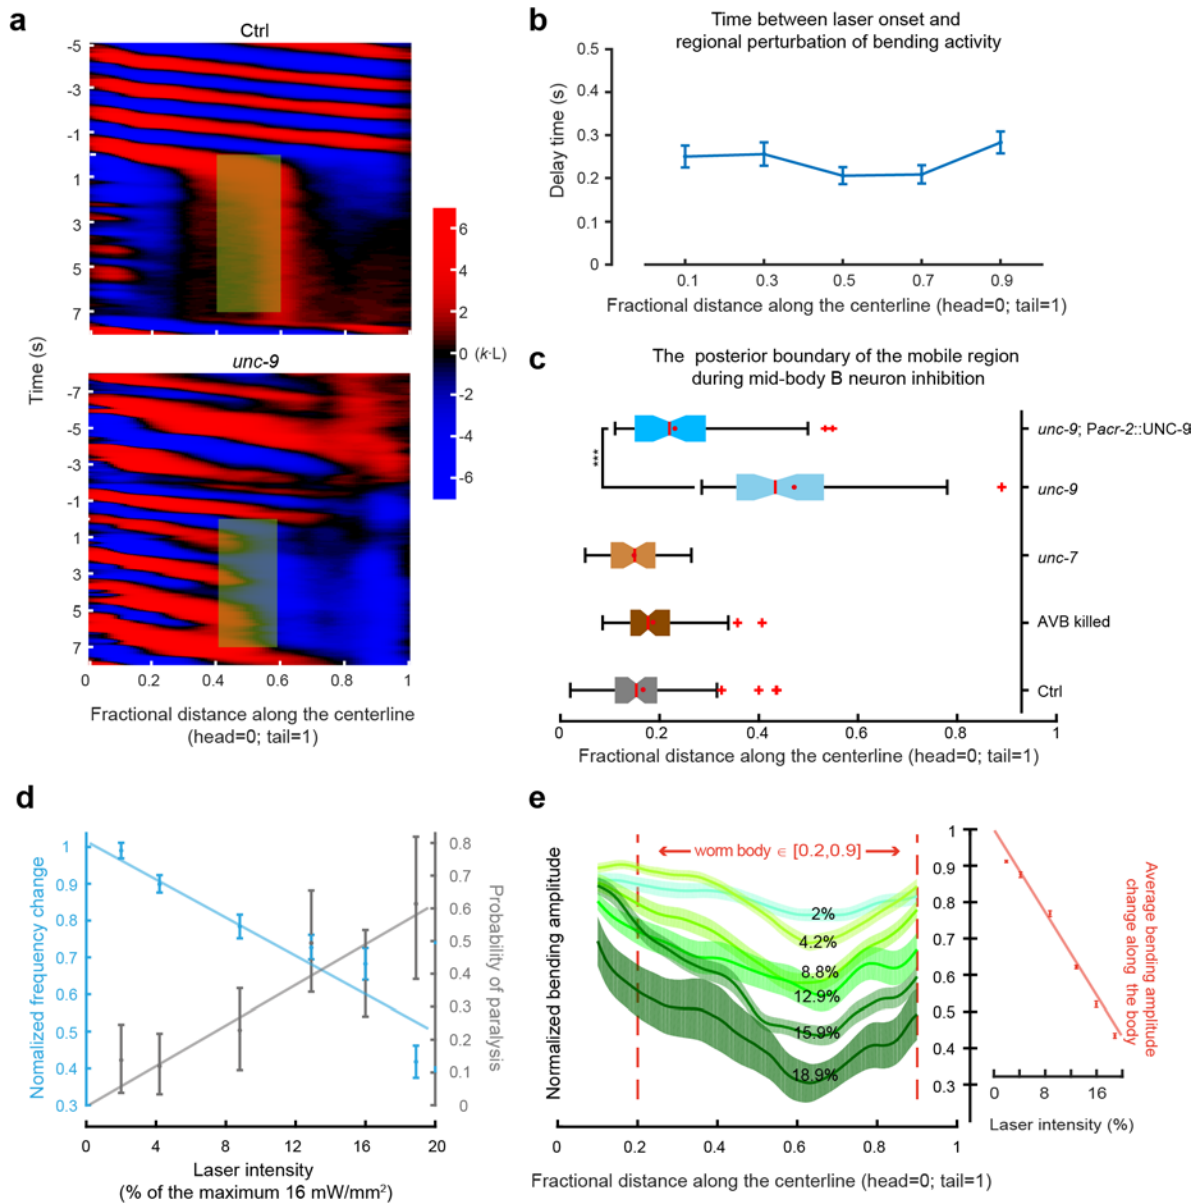 a
Ctrl
-5
-3
-1
1
3
5
7
Time (s)
unc-9
-7
-5
-3
-1
1
3
5
7
0
0.2
0.4
0.6
0.8
1
Fractional distance along the centerline
(head=0; tail=1)
6
4
2
0 (k·L)
-2
-4
-6
b
Time between laser onset and
regional perturbation of bending activity
0.5
0.4
0.3
0.2
0.1
0
Delay time (s)
0.1
0.3
0.5
0.7
0.9
Fractional distance along the centerline (head=0; tail=1)
c
The posterior boundary of the mobile region
during mid-body B neuron inhibition
***
unc-9; Pacr-2::UNC-9
unc-9
unc-7
AVB killed
Ctrl
0
0.2
0.4
0.6
0.8
1
Fractional distance along the centerline (head=0; tail=1)
d
Normalized frequency change
1
0.9
0.8
0.7
0.6
0.5
0.4
0.3
Probability of paralysis
0.8
0.7
0.6
0.5
0.4
0.3
0.2
0.1
0
0
4
8
12
16
20
Laser intensity
(% of the maximum 16 mW/mm²)
e
Normalized bending amplitude
worm body ∈ [0.2,0.9]
2%
4.2%
8.8%
12.9%
15.9%
18.9%
0
0.2
0.4
0.6
0.8
1
Fractional distance along the centerline (head=0; tail=1)
1
0.9
0.8
0.7
0.6
0.5
0.4
0.3
Average bending amplitude
change along the body
0
8
16
Laser intensity (%)